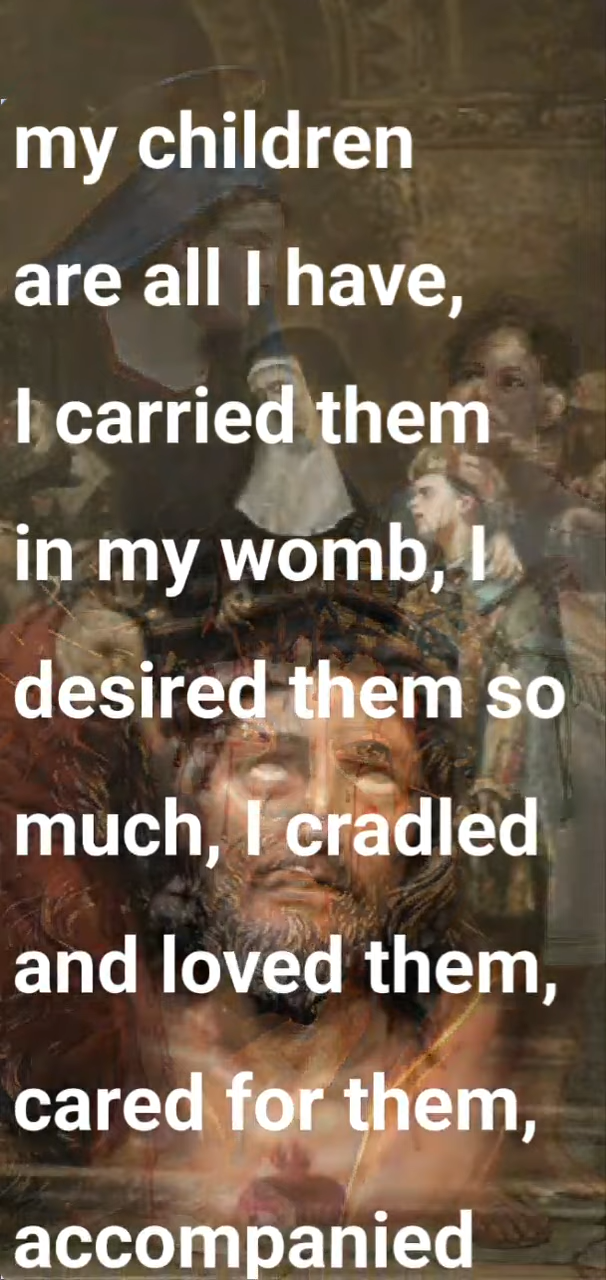 my children
are all I have,
I carried them
in my womb, I
desired them so
much, I cradled
and loved them,
cared for them,
accompanied